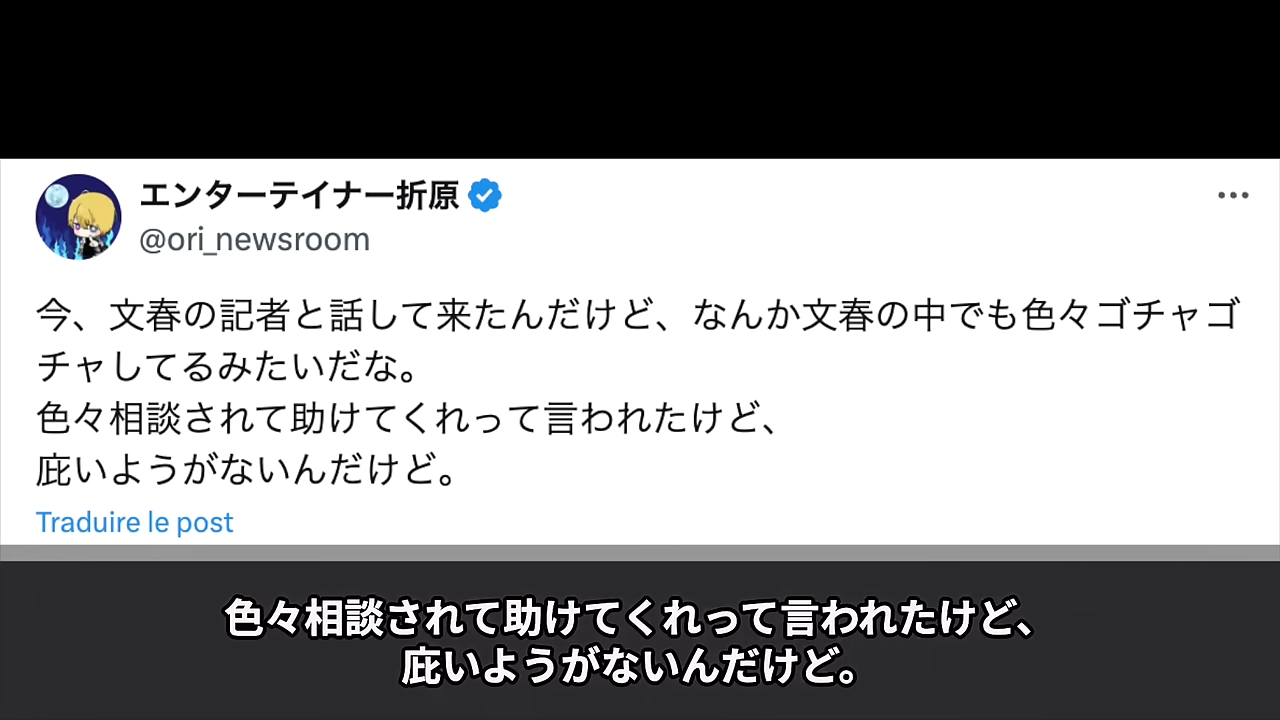 エンターテイナー折原
@ori_newsroom
今、文春の記者と話して来たんだけど、なんか文春の中でも色々ゴチャゴ
チャしてるみたいだな。
色々相談されて助けてくれって言われたけど、
庇いようがないんだけど。
Traduire le post
色々相談されて助けてくれって言われたけど、
庇いようがないんだけど。